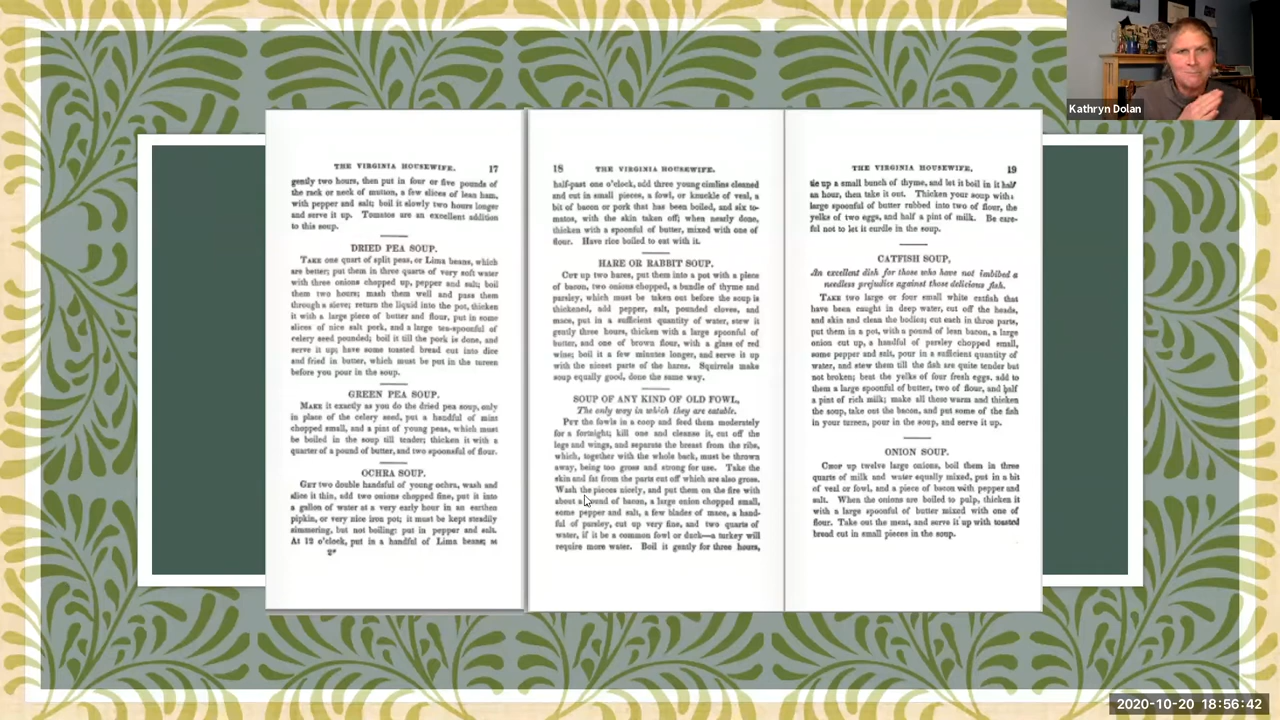 THE VIRGINIA HOUSEWIFE. 17
gently two hours, then put in four or five pounds of
the rack or neck of mutton, a few slices of lean ham,
with pepper and salt; boil it slowly two hours longer
and serve it up. Tomatos are an excellent addition
to this soup.
DRIED PEA SOUP.
TAKE one quart of split peas, or Lima beans, which
are better; put them in three quarts of very soft water
with three onions chopped up, pepper and salt; boil
them two hours; mash them well and pass them
through a sieve; return the liquid into the pot, thicken
it with a large piece of butter and flour, put in some
slices of nice salt pork, and a large tea-spoonful of
celery seed pounded; boil it till the pork is done, and
serve it up; have some toasted bread cut into dice
and fried in butter, which must be put in the tureen
before you pour in the soup.
GREEN PEA SOUP.
MAKE it exactly as you do the dried pea soup, only
in place of the celery seed, put a handful of mint
chopped small, and a pint of young peas, which must
be boiled in the soup till tender; thicken it with a
quarter of a pound of butter, and two spoonsful of flour.
OCHRA SOUP.
GET two double handsful of young ochra, wash and
slice it thin, add two onions chopped fine, put it into
a gallon of water at a very early hour in an earthen
pipkin, or very nice iron pot; it must be kept steadily
simmering, but not boiling: put in pepper and salt.
At 12 o'clock, put in a handful of Lima beans; at
2*
18 THE VIRGINIA HOUSEWIFE.
half-past one o'clock, add three young cimlins cleaned
and cut in small pieces, a fowl, or knuckle of veal, a
bit of bacon or pork that has been boiled, and six to-
matos, with the skin taken off; when nearly done,
thicken with a spoonful of butter, mixed with one of
flour. Have rice boiled to eat with it.
HARE OR RABBIT SOUP.
CUT up two hares, put them into a pot with a piece
of bacon, two onions chopped, a bundle of thyme and
parsley, which must be taken out before the soup is
thickened, add pepper, salt, pounded cloves, and
mace, put in a sufficient quantity of water, stew it
gently three hours, thicken with a large spoonful of
butter, and one of brown flour, with a glass of red
wine; boil it a few minutes longer, and serve it up
with the nicest parts of the hares. Squirrels make
soup equally good, done the same way.
SOUP OF ANY KIND OF OLD FOWL,
The only way in which they are eatable.
PUT the fowls in a coop and feed them moderately
for a fortnight; kill one and cleanse it, cut off the
legs and wings, and separate the breast from the ribs,
which, together with the whole back, must be thrown
away, being too gross and strong for use. Take the
skin and fat from the parts cut off which are also gross.
Wash the pieces nicely, and put them on the fire with
about a pound of bacon, a large onion chopped small,
some pepper and salt, a few blades of mace, a hand-
ful of parsley, cut up very fine, and two quarts of
water, if it be a common fowl or duck—a turkey will
require more water. Boil it gently for three hours,
THE VIRGINIA HOUSEWIFE, 19
tie up a small bunch of thyme, and let it boil in it half
an hour, then take it out. Thicken your soup with a
large spoonful of butter rubbed into two of flour, the
yelks of two eggs, and half a pint of milk. Be care-
ful not to let it curdle in the soup.
CATFISH SOUP,
An excellent dish for those who have not imbibed a
needless prejudice against those delicious fish.
TAKE two large or four small white catfish that
have been caught in deep water, cut off the heads,
and skin and clean the bodies; cut each in three parts,
put them in a pot, with a pound of lean bacon, a large
onion cut up, a handful of parsley chopped small,
some pepper and salt, pour in a sufficient quantity of
water, and stew them till the fish are quite tender but
not broken; beat the yelks of four fresh eggs, add to
them a large spoonful of butter, two of flour, and half
a pint of rich milk; make all these warm and thicken
the soup, take out the bacon, and put some of the fish
in your tureen, pour in the soup, and serve it up.
ONION SOUP.
CHOP up twelve large onions, boil them in three
quarts of milk and water equally mixed, put in a bit
of veal or fowl, and a piece of bacon with pepper and
salt. When the onions are boiled to pulp, thicken it
with a large spoonful of butter mixed with one of
flour. Take out the meat, and serve it up with toasted
bread cut in small pieces in the soup.
Kathryn Dolan
2020-10-20 18:56:42